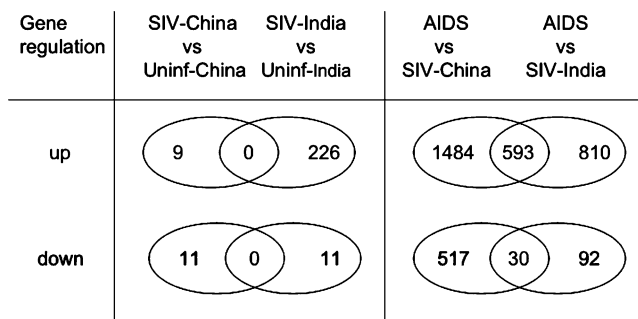 Gene
regulation
SIV-China
vs
Uninf-China
SIV-India
vs
Uninf-India
AIDS
vs
SIV-China
AIDS
vs
SIV-India
up
9 0 226
1484 593 810
down
11 0 11
517 30 92